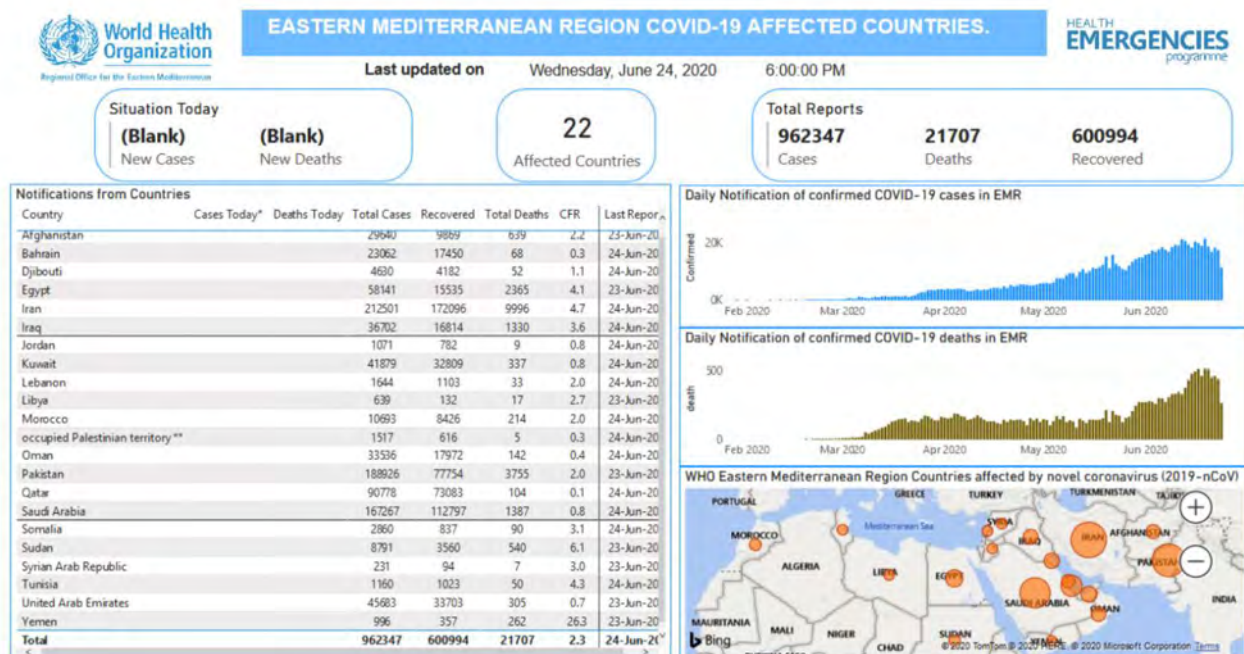 World Health
Organization
Regional Office for the Eastern Mediterranean
EASTERN MEDITERRANEAN REGION COVID-19 AFFECTED COUNTRIES.
HEALTH
EMERGENCIES
programme
Last updated on Wednesday, June 24, 2020 6:00:00 PM
Situation Today
(Blank) (Blank)
New Cases New Deaths
22
Affected Countries
Total Reports
962347 21707 600994
Cases Deaths Recovered
Notifications from Countries
Country Cases Today* Deaths Today Total Cases Recovered Total Deaths CFR Last Repor
Afghanistan 29640 9869 639 2.2 23-Jun-20
Bahrain 23062 17450 68 0.3 24-Jun-20
Djibouti 4630 4182 52 1.1 24-Jun-20
Egypt 58141 15535 2365 4.1 23-Jun-20
Iran 212501 172096 9996 4.7 24-Jun-20
Iraq 36702 16814 1330 3.6 24-Jun-20
Jordan 1071 782 9 0.8 24-Jun-20
Kuwait 41879 32809 337 0.8 24-Jun-20
Lebanon 1644 1103 33 2.0 24-Jun-20
Libya 639 132 17 2.7 23-Jun-20
Morocco 10693 8426 214 2.0 24-Jun-20
occupied Palestinian territory** 1517 616 5 0.3 24-Jun-20
Oman 33536 17972 142 0.4 24-Jun-20
Pakistan 188926 77754 3755 2.0 23-Jun-20
Qatar 90778 73083 104 0.1 24-Jun-20
Saudi Arabia 167267 112797 1387 0.8 24-Jun-20
Somalia 2860 837 90 3.1 24-Jun-20
Sudan 8791 3560 540 6.1 23-Jun-20
Syrian Arab Republic 231 94 7 3.0 23-Jun-20
Tunisia 1160 1023 50 4.3 24-Jun-20
United Arab Emirates 45683 33703 305 0.7 23-Jun-20
Yemen 996 357 262 26.3 23-Jun-20
Total 962347 600994 21707 2.3 24-Jun-20
Daily Notification of confirmed COVID-19 cases in EMR
Confirmed
20K
0K
Feb 2020 Mar 2020 Apr 2020 May 2020 Jun 2020
Daily Notification of confirmed COVID-19 deaths in EMR
death
500
0
Feb 2020 Mar 2020 Apr 2020 May 2020 Jun 2020
WHO Eastern Mediterranean Region Countries affected by novel coronavirus (2019-nCoV)
PORTUGAL GREECE TURKEY TURKMENISTAN
Mediterranean Sea SYRIA
MOROCCO IRAQ IRAN AFGHANISTAN
ALGERIA LIBYA EGYPT PAKISTAN
SAUDI ARABIA OMAN INDIA
MAURITANIA MALI NIGER CHAD SUDAN YEMEN
Bing
© 2020 TomTom © 2020 HERE, © 2020 Microsoft Corporation Terms